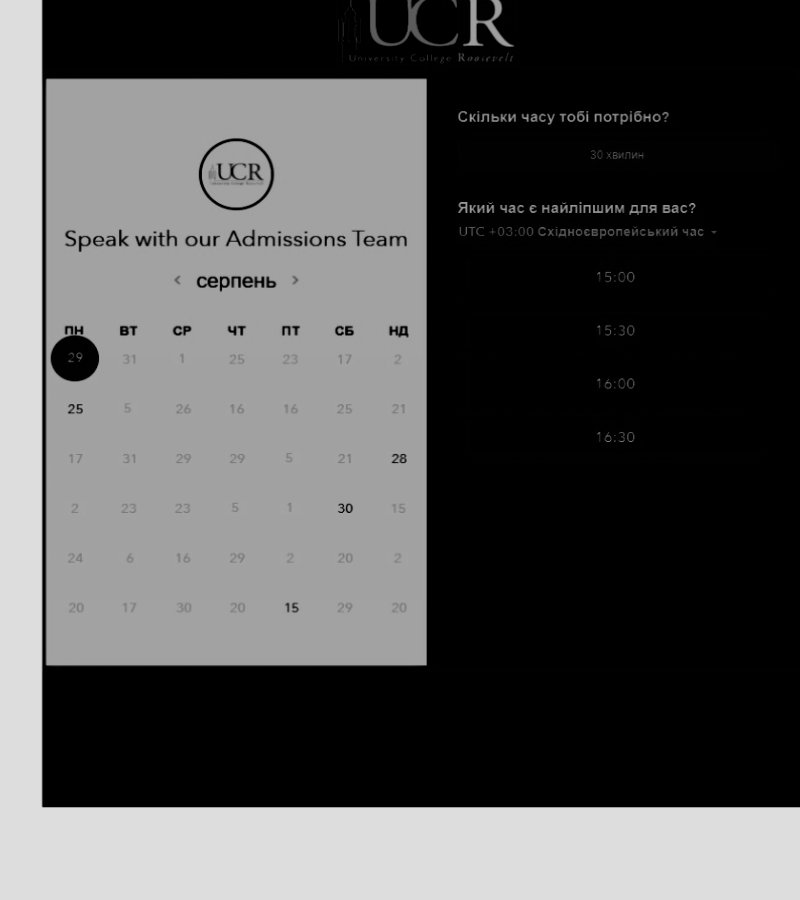 UCR
University College Roosevelt
UCR
Speak with our Admissions Team
серпень
ПН ВТ СР ЧТ ПТ СБ НД
29 31 1 25 23 17 2
25 5 26 16 16 25 21
17 31 29 29 5 21 28
2 23 23 5 1 30 15
24 6 16 29 2 20 2
20 17 30 20 15 29 20
Скільки часу тобі потрібно?
30 хвилин
Який час є найліпшим для вас?
UTC +03:00 Східноєвропейський час
15:00
15:30
16:00
16:30